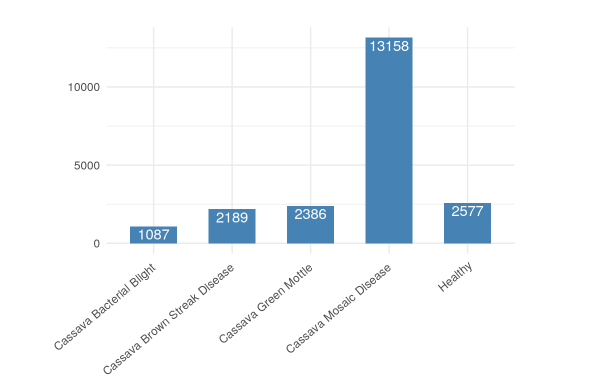 13158
10000
5000
2577
2386
2189
1087
0
Cassava Bacterial Blight
Cassava Brown Streak Disease
Cassava Green Mottle
Cassava Mosaic Disease
Healthy